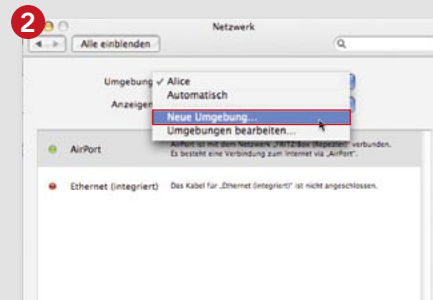 2
Netzwerk
Alle einblenden
Umgebung ✓ Alice
Automatisch
Anzeigen
Neue Umgebung...
Umgebungen bearbeiten...
AirPort
AirPort ist mit dem Netzwerk „FRITZ!Box (Repeater)“ verbunden.
Es besteht eine Verbindung zum Internet via „AirPort“.
Ethernet (integriert)
Das Kabel für „Ethernet (integriert)“ ist nicht angeschlossen.